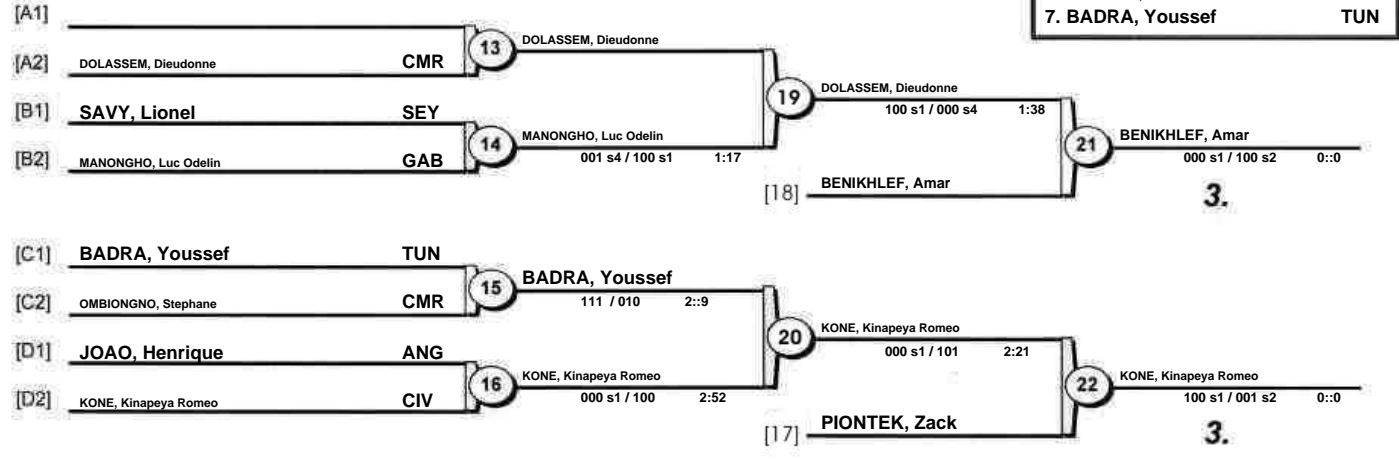 7. BADRA, Youssef TUN
[A1]
[A2] DOLASSEM, Dieudonne CMR
13 DOLASSEM, Dieudonne
[B1] SAVY, Lionel SEY
[B2] MANONGHO, Luc Odelin GAB
14 MANONGHO, Luc Odelin
001 s4 / 100 s1 1:17
19 DOLASSEM, Dieudonne
100 s1 / 000 s4 1:38
[18] BENIKHLEF, Amar
21 BENIKHLEF, Amar
000 s1 / 100 s2 0::0
3.
[C1] BADRA, Youssef TUN
[C2] OMBIONGNO, Stephane CMR
15 BADRA, Youssef
111 / 010 2::9
[D1] JOAO, Henrique ANG
[D2] KONE, Kinapeya Romeo CIV
16 KONE, Kinapeya Romeo
000 s1 / 100 2:52
20 KONE, Kinapeya Romeo
000 s1 / 101 2:21
[17] PIONTEK, Zack
22 KONE, Kinapeya Romeo
100 s1 / 001 s2 0::0
3.